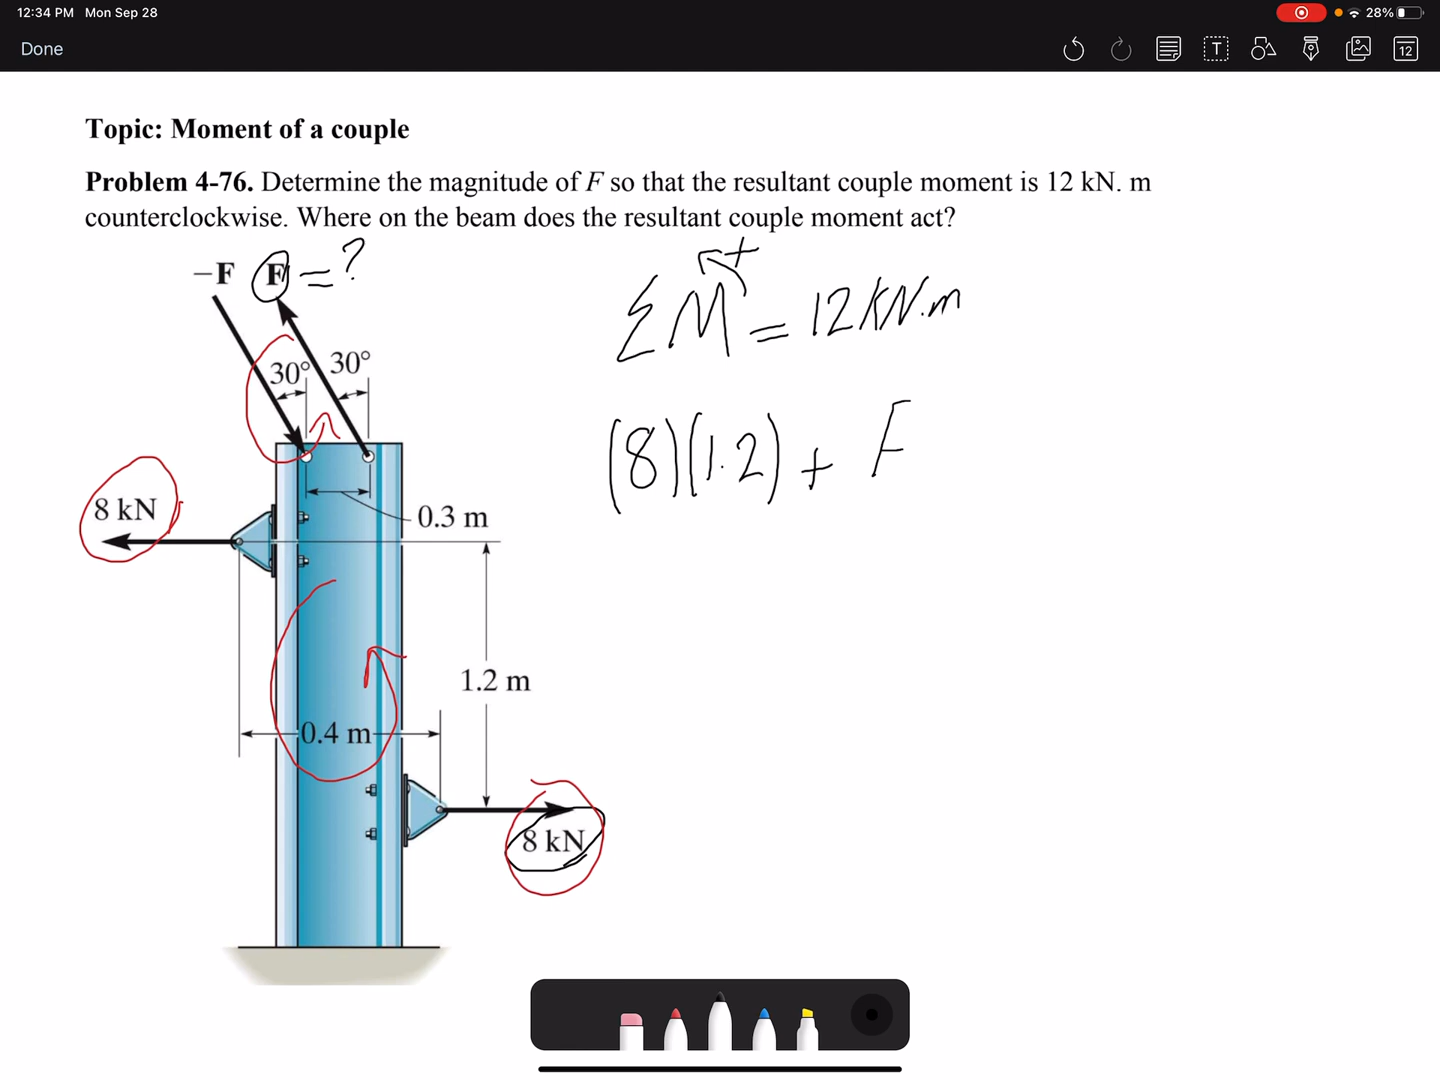 12:34 PM Mon Sep 28
28%
Done
T
12
Topic: Moment of a couple
Problem 4-76. Determine the magnitude of F so that the resultant couple moment is 12 kN. m
counterclockwise. Where on the beam does the resultant couple moment act?
−F F = ?
ΣM + = 12 kN.m
30° 30°
(8)(1.2) + F
8 kN
0.3 m
1.2 m
0.4 m
8 kN